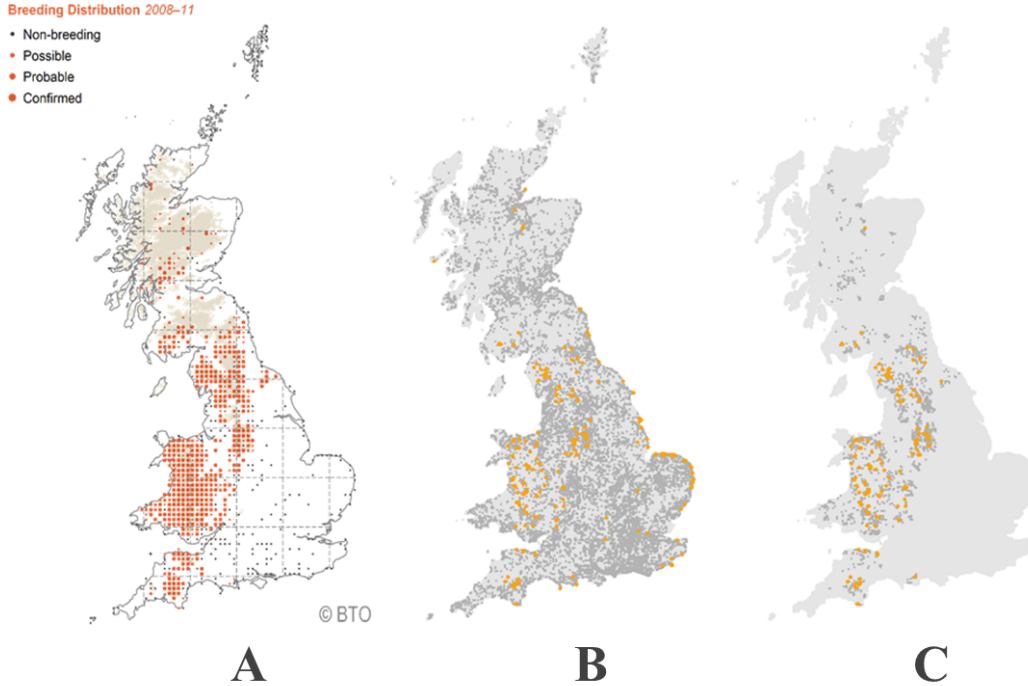 Breeding Distribution 2008–11
Non-breeding
Possible
Probable
Confirmed
© BTO
A B C